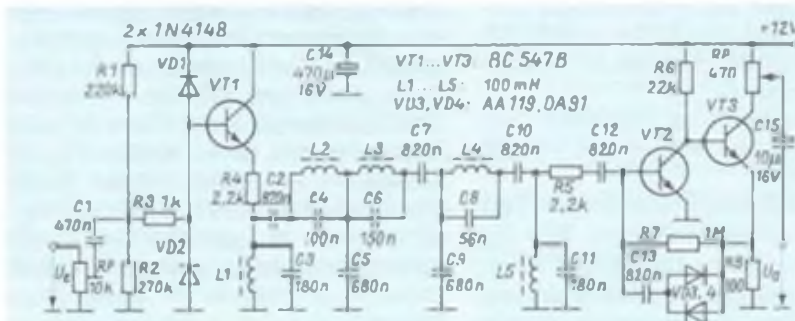 2 x 1N4148
+12V
R1
220k
VD1
VT1
C14
470µ
16V
VT1...VT3: BC547B
L1...L5: 100mH
VD3,VD4: AA119,OA91
R6
22k
RP
470
VT3
VT2
C15
10µ
16V
L2
L3
C7
820n
L4
C10
820n
C12
820n
R4
2,2k
C2
820n
C4
100n
C6
150n
C8
56n
R5
2,2k
R3 1k
C1
470n
VD2
R2
270k
Ue
RP
10k
L1
C3
180n
C5
680n
C9
680n
L5
C11
180n
R7
1M
C13
820n
VD3,4
R8
100
Ua